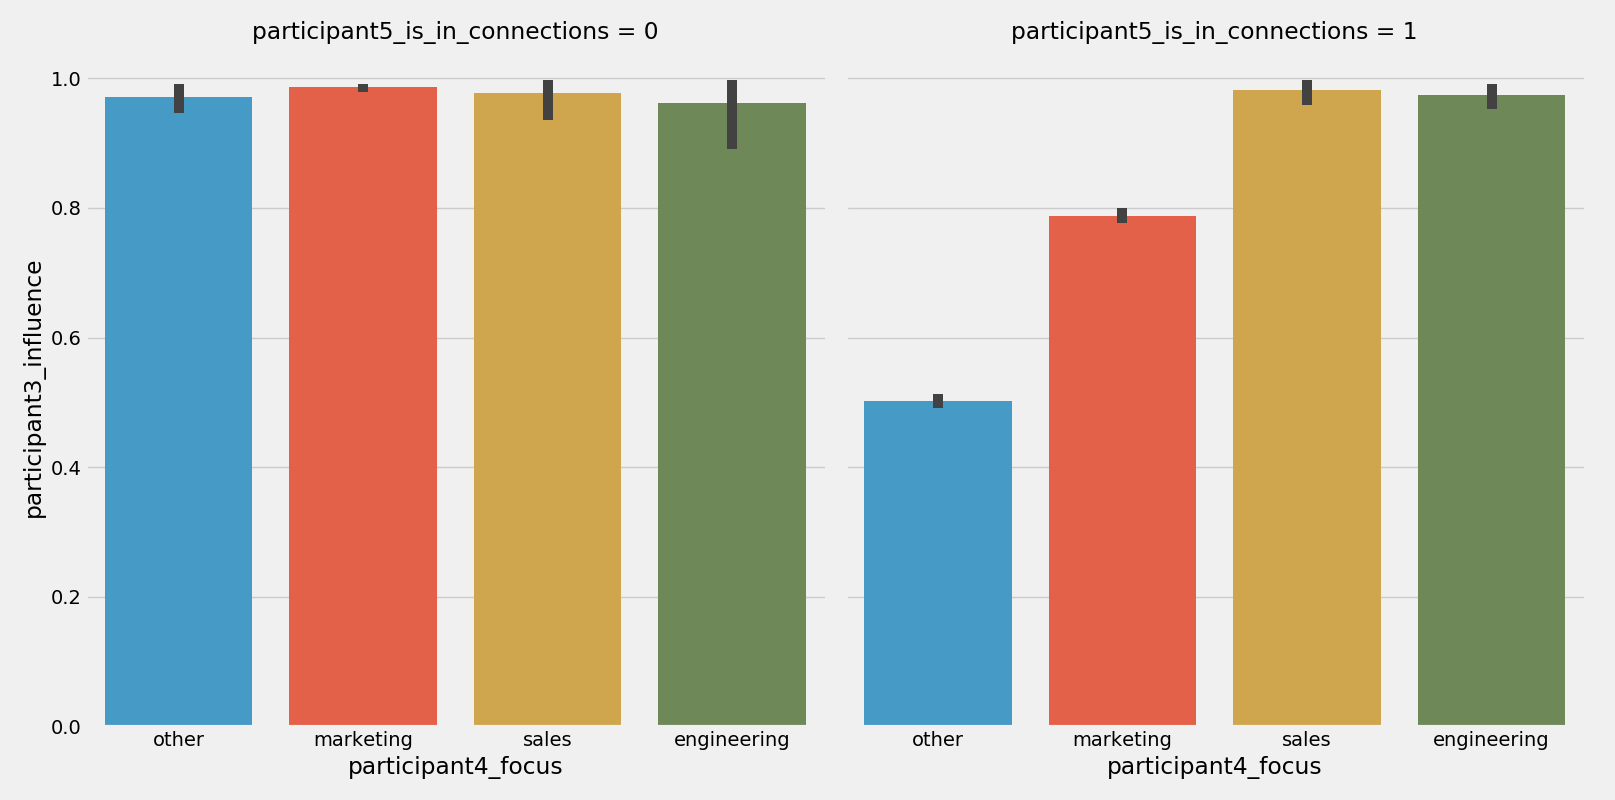 participant5_is_in_connections = 0
participant5_is_in_connections = 1
participant3_influence
1.0
0.8
0.6
0.4
0.2
0.0
other marketing sales engineering
other marketing sales engineering
participant4_focus
participant4_focus